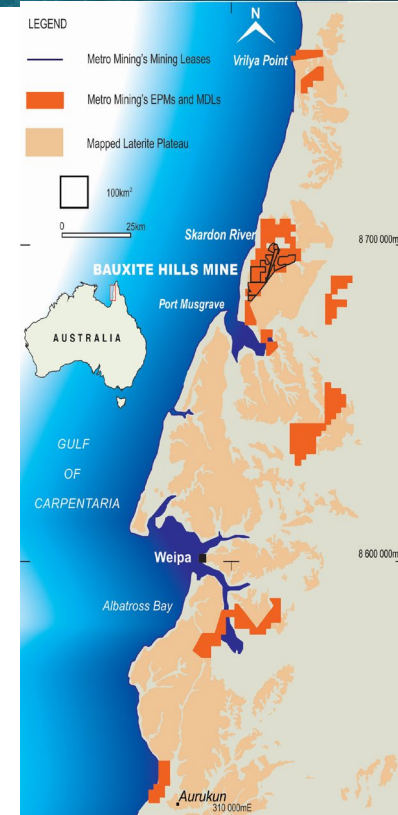 LEGEND
Metro Mining's Mining Leases
Metro Mining's EPMs and MDLs
Mapped Laterite Plateau
100km²
0 25km
N
Vrilya Point
Skardon River
8 700 000mN
BAUXITE HILLS MINE
Port Musgrave
AUSTRALIA
GULF
OF
CARPENTARIA
Weipa
8 600 000mN
Albatross Bay
Aurukun
310 000mE